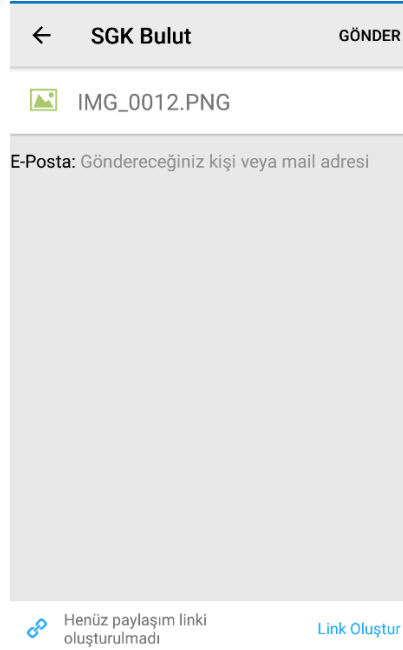 SGK Bulut GÖNDER
IMG_0012.PNG
E-Posta: Göndereceğiniz kişi veya mail adresi
Henüz paylaşım linki
oluşturulmadı
Link Oluştur